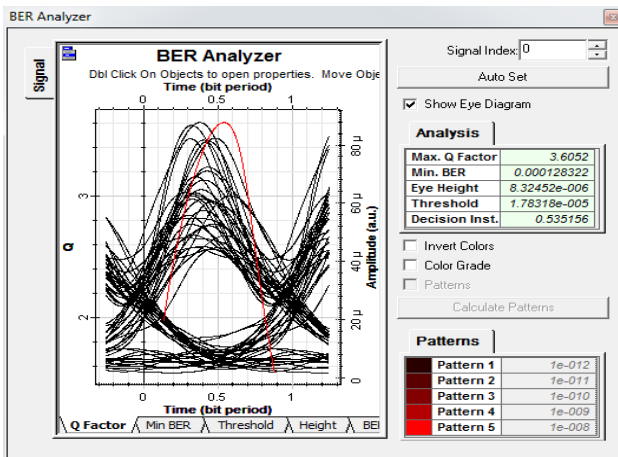 BER Analyzer
Signal
BER Analyzer
Dbl Click On Objects to open properties. Move Obje
Time (bit period)
0 0.5 1
Q
3
2
Amplitude (a.u.)
80 µ
60 µ
40 µ
20 µ
0
0 0.5 1
Time (bit period)
Q Factor Min BER Threshold Height BE
Signal Index: 0
Auto Set
Show Eye Diagram
Analysis
Max. Q Factor 3.6052
Min. BER 0.000128322
Eye Height 8.32452e-006
Threshold 1.78318e-005
Decision Inst. 0.535156
Invert Colors
Color Grade
Patterns
Calculate Patterns
Patterns
Pattern 1 1e-012
Pattern 2 1e-011
Pattern 3 1e-010
Pattern 4 1e-009
Pattern 5 1e-008